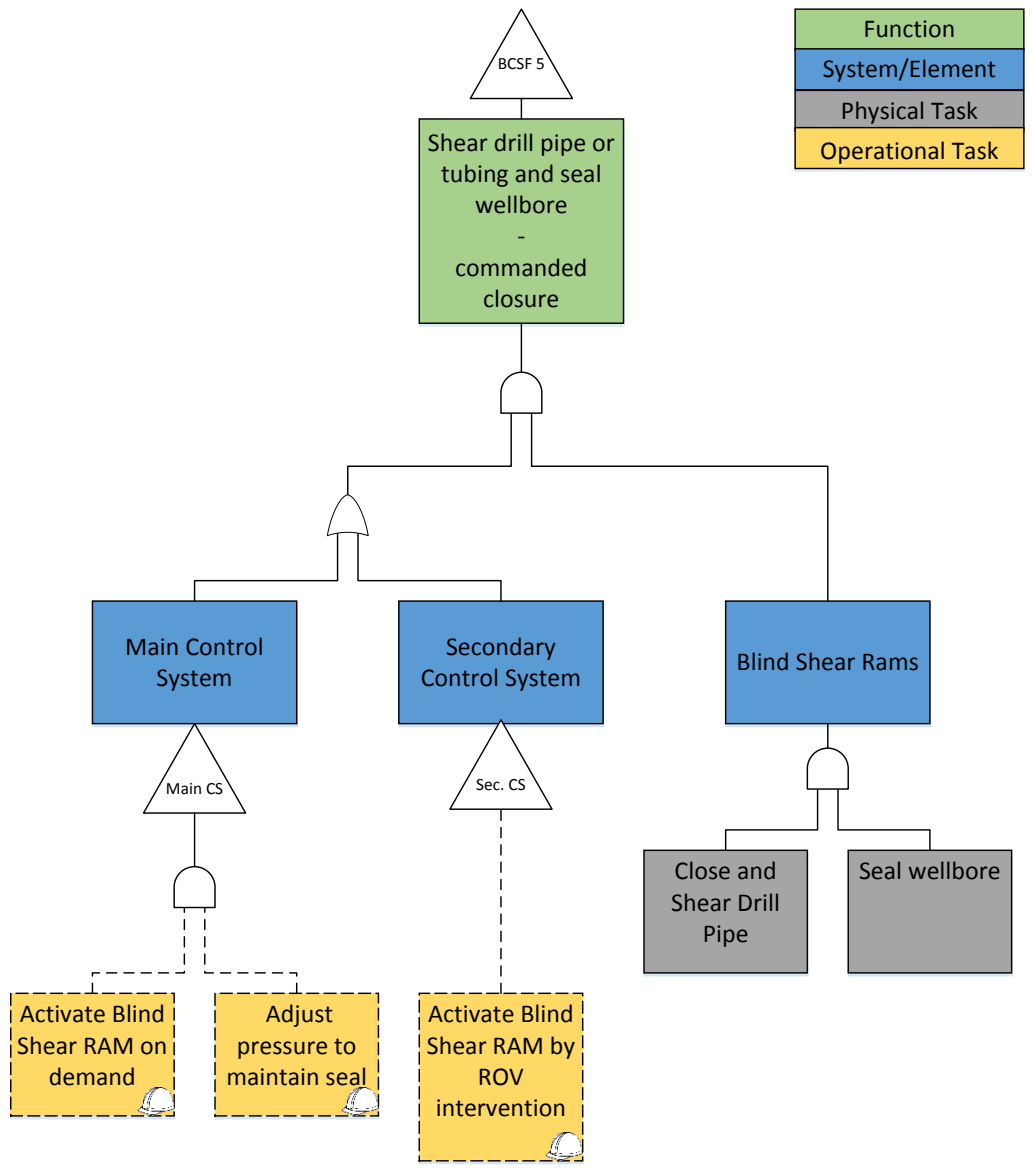 BCSF 5
Function
System/Element
Physical Task
Operational Task
Shear drill pipe or
tubing and seal
wellbore
-
commanded
closure
Main Control
System
Secondary
Control System
Blind Shear Rams
Main CS
Sec. CS
Close and
Shear Drill
Pipe
Seal wellbore
Activate Blind
Shear RAM on
demand
Adjust
pressure to
maintain seal
Activate Blind
Shear RAM by
ROV
intervention